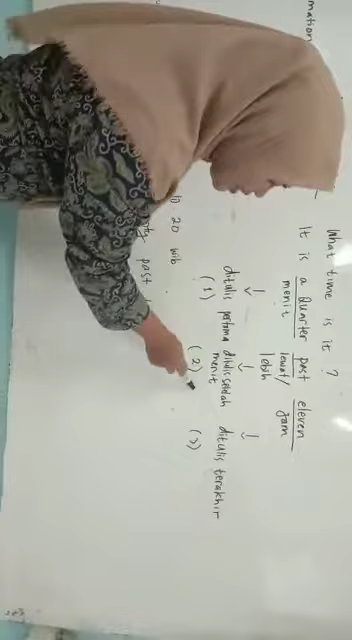 mation
What time is it ?
It is a quarter past eleven
menit lewat/ jam
lebih
ditulis pertama ditulis setelah ditulis terakhir
menit
(1) (2) (3)
20 wib
past